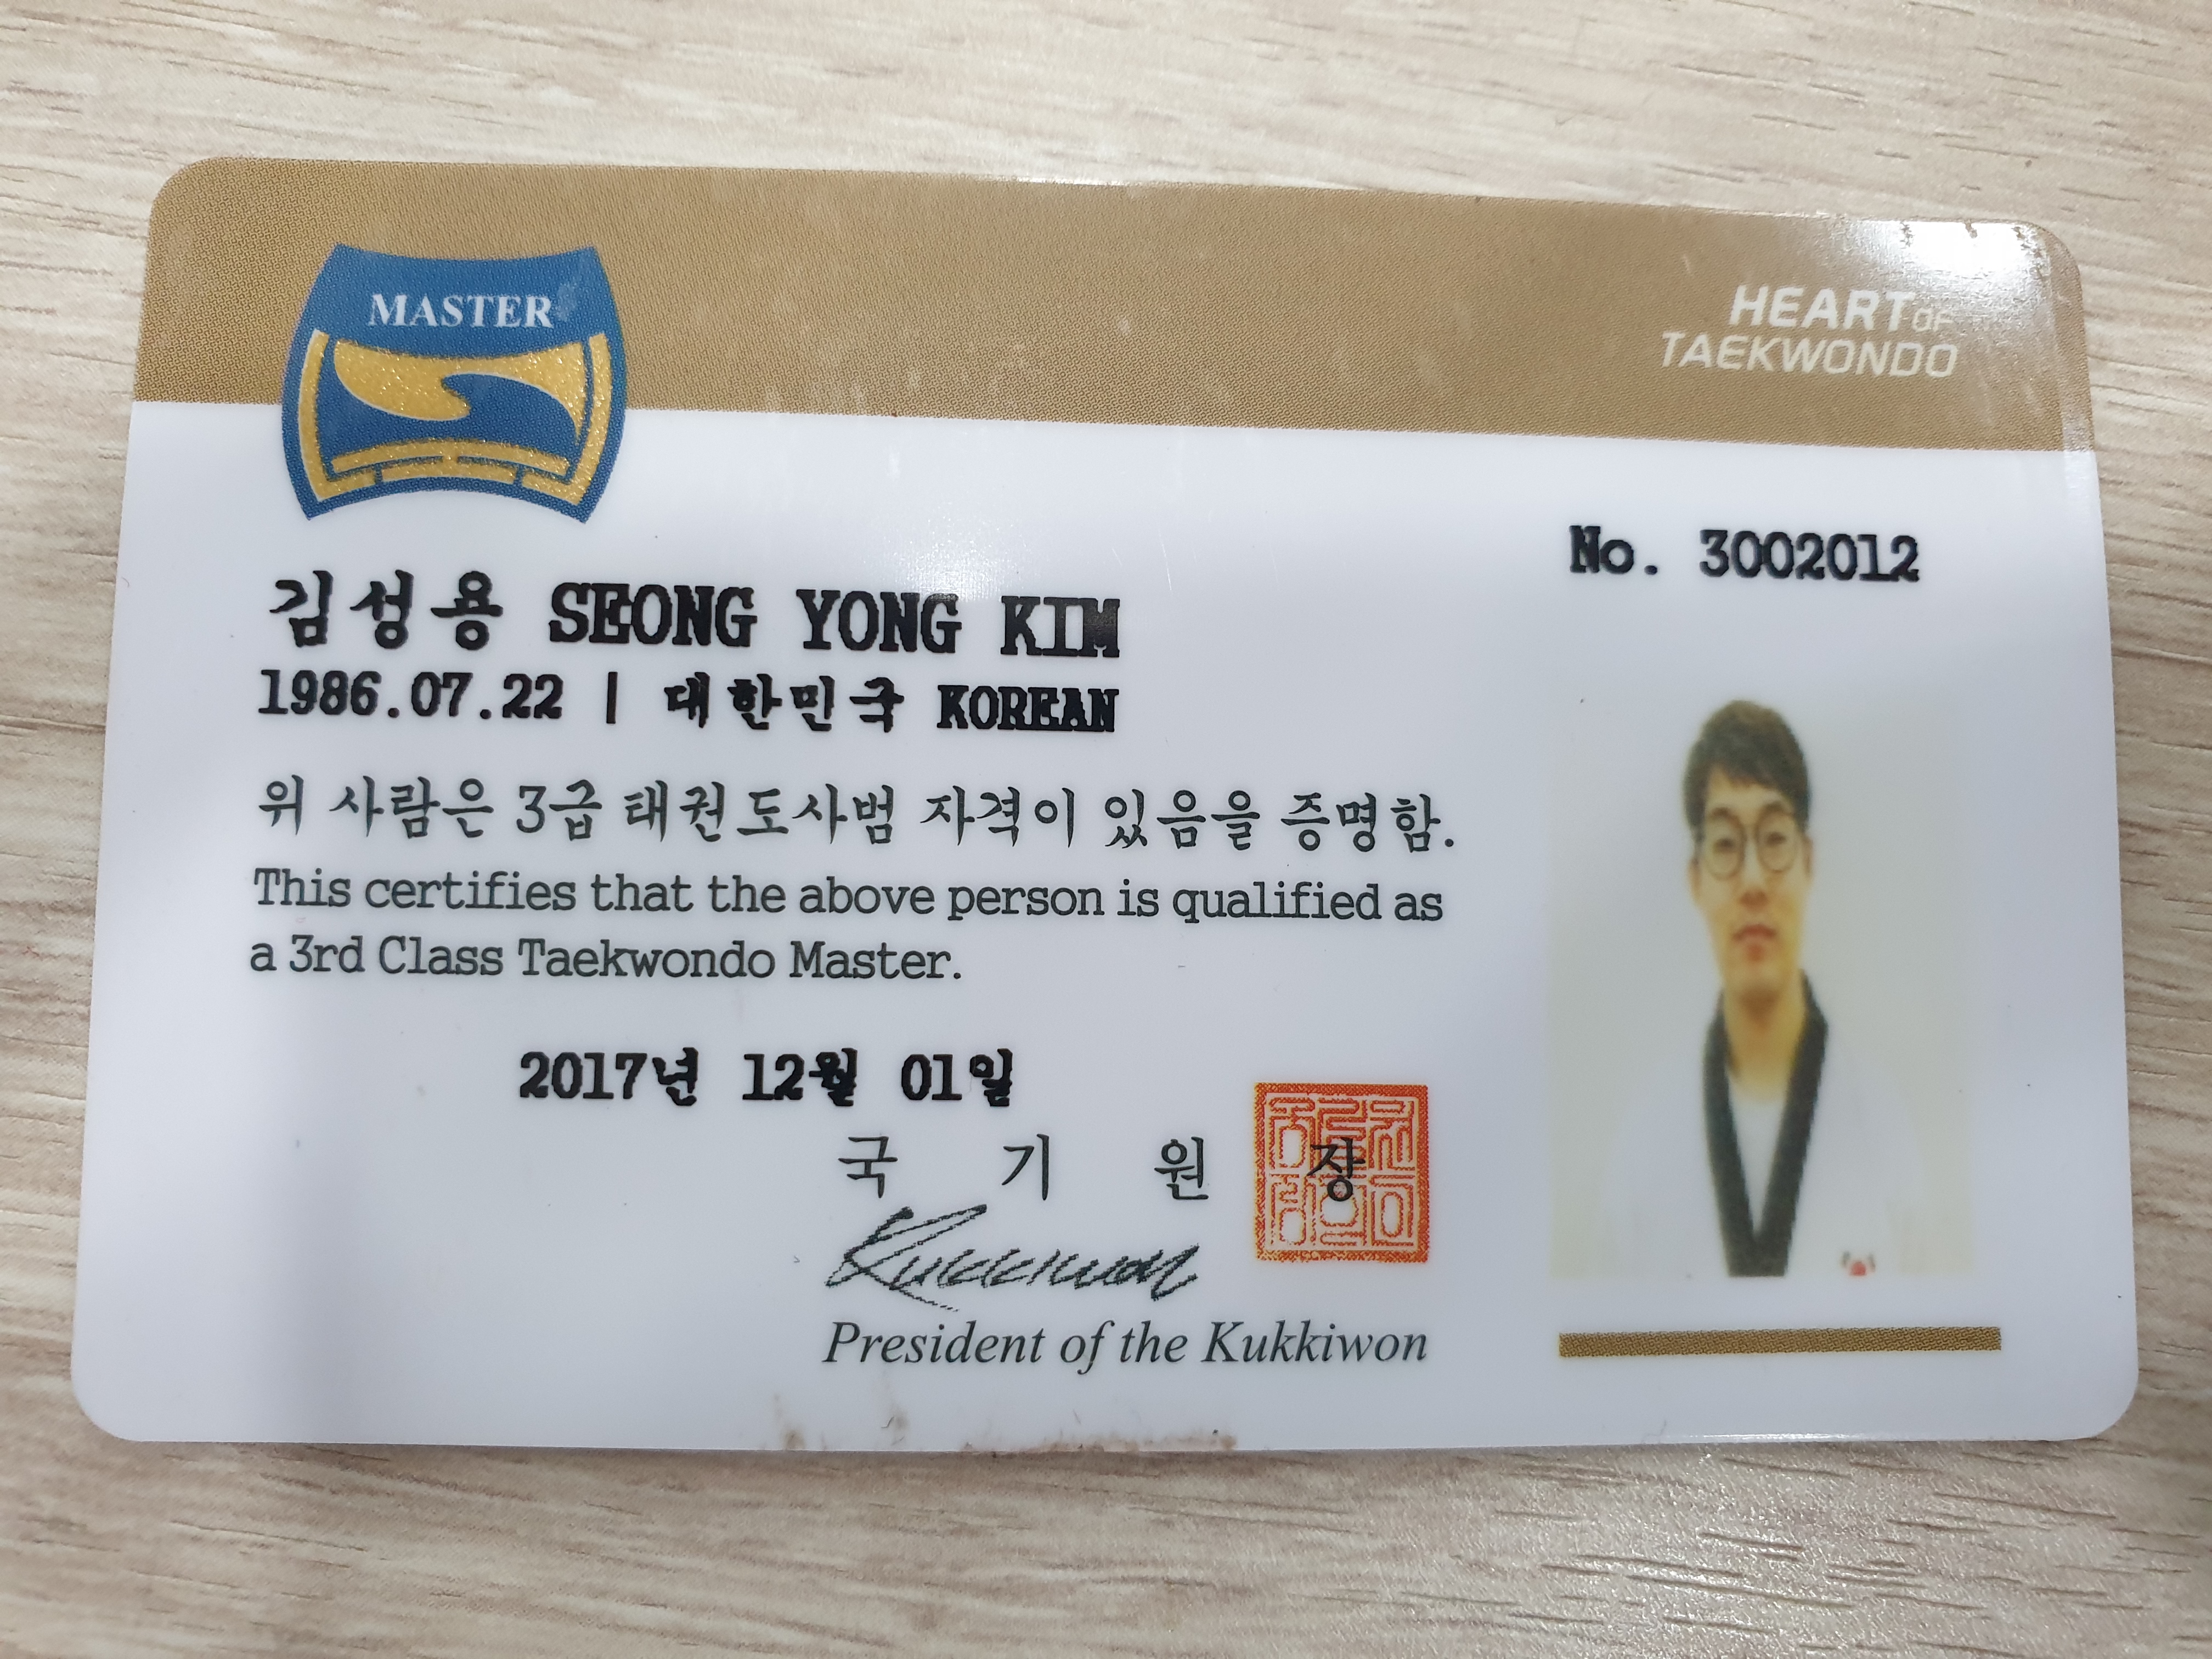 MASTER
HEART OF
TAEKWONDO
No. 3002012
김성용 SEONG YONG KIM
1986.07.22 | 대한민국 KOREAN
위 사람은 3급 태권도사범 자격이 있음을 증명함.
This certifies that the above person is qualified as
a 3rd Class Taekwondo Master.
2017년 12월 01일
국 기 원 장
Kukkiwon
President of the Kukkiwon